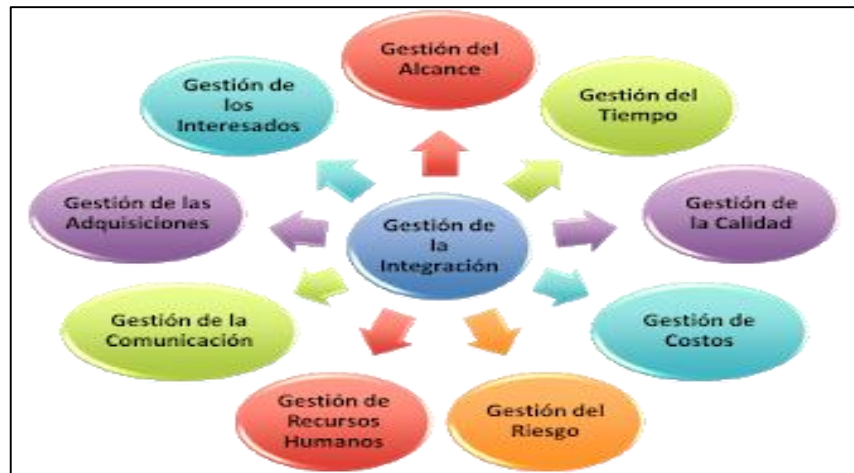 Gestión del
Alcance
Gestión del
Tiempo
Gestión de
la Calidad
Gestión de
Costos
Gestión del
Riesgo
Gestión de
Recursos
Humanos
Gestión de la
Comunicación
Gestión de las
Adquisiciones
Gestión de
los
Interesados
Gestión de
la
Integración